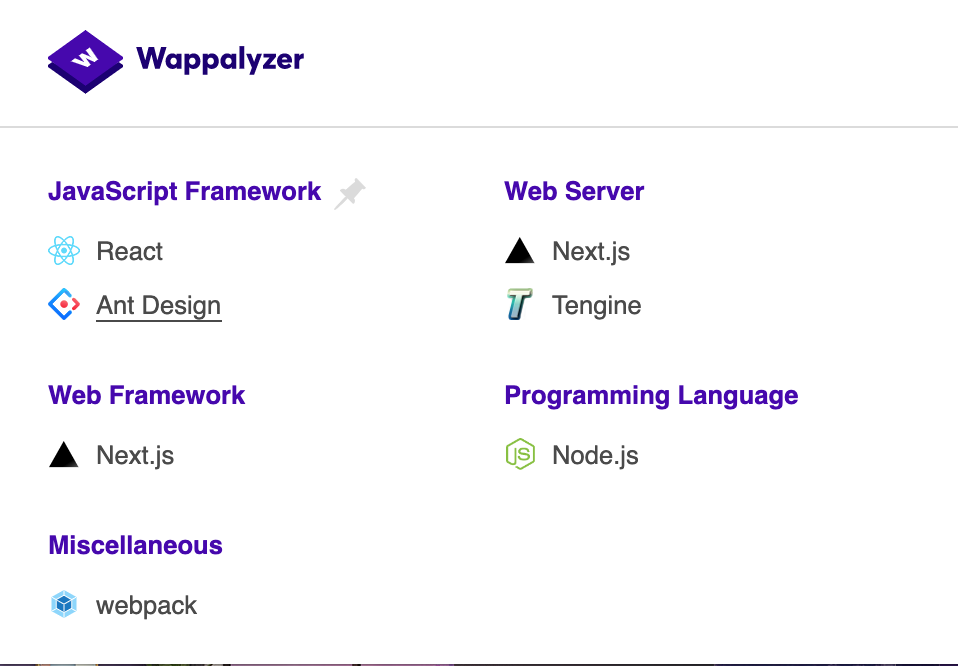 Wappalyzer
JavaScript Framework
React
Ant Design
Web Framework
Next.js
Miscellaneous
webpack
Web Server
Next.js
Tengine
Programming Language
Node.js